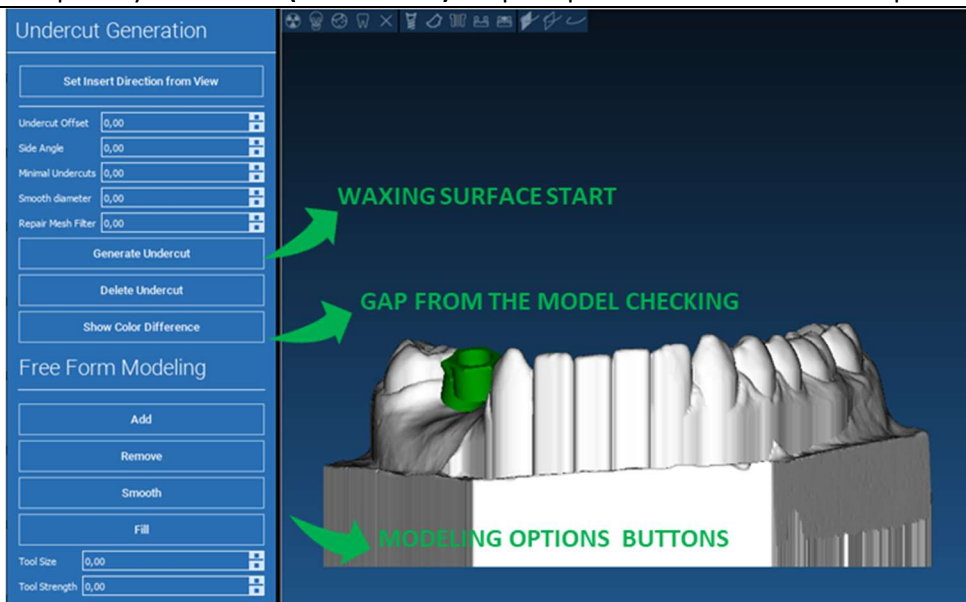 Undercut Generation
Set Insert Direction from View
Undercut Offset 0,00
Side Angle 0,00
Minimal Undercuts 0,00
Smooth diameter 0,00
Repair Mesh Filter 0,00
WAXING SURFACE START
Generate Undercut
Delete Undercut
GAP FROM THE MODEL CHECKING
Show Color Difference
Free Form Modeling
Add
Remove
Smooth
Fill
MODELING OPTIONS BUTTONS
Tool Size 0,00
Tool Strength 0,00